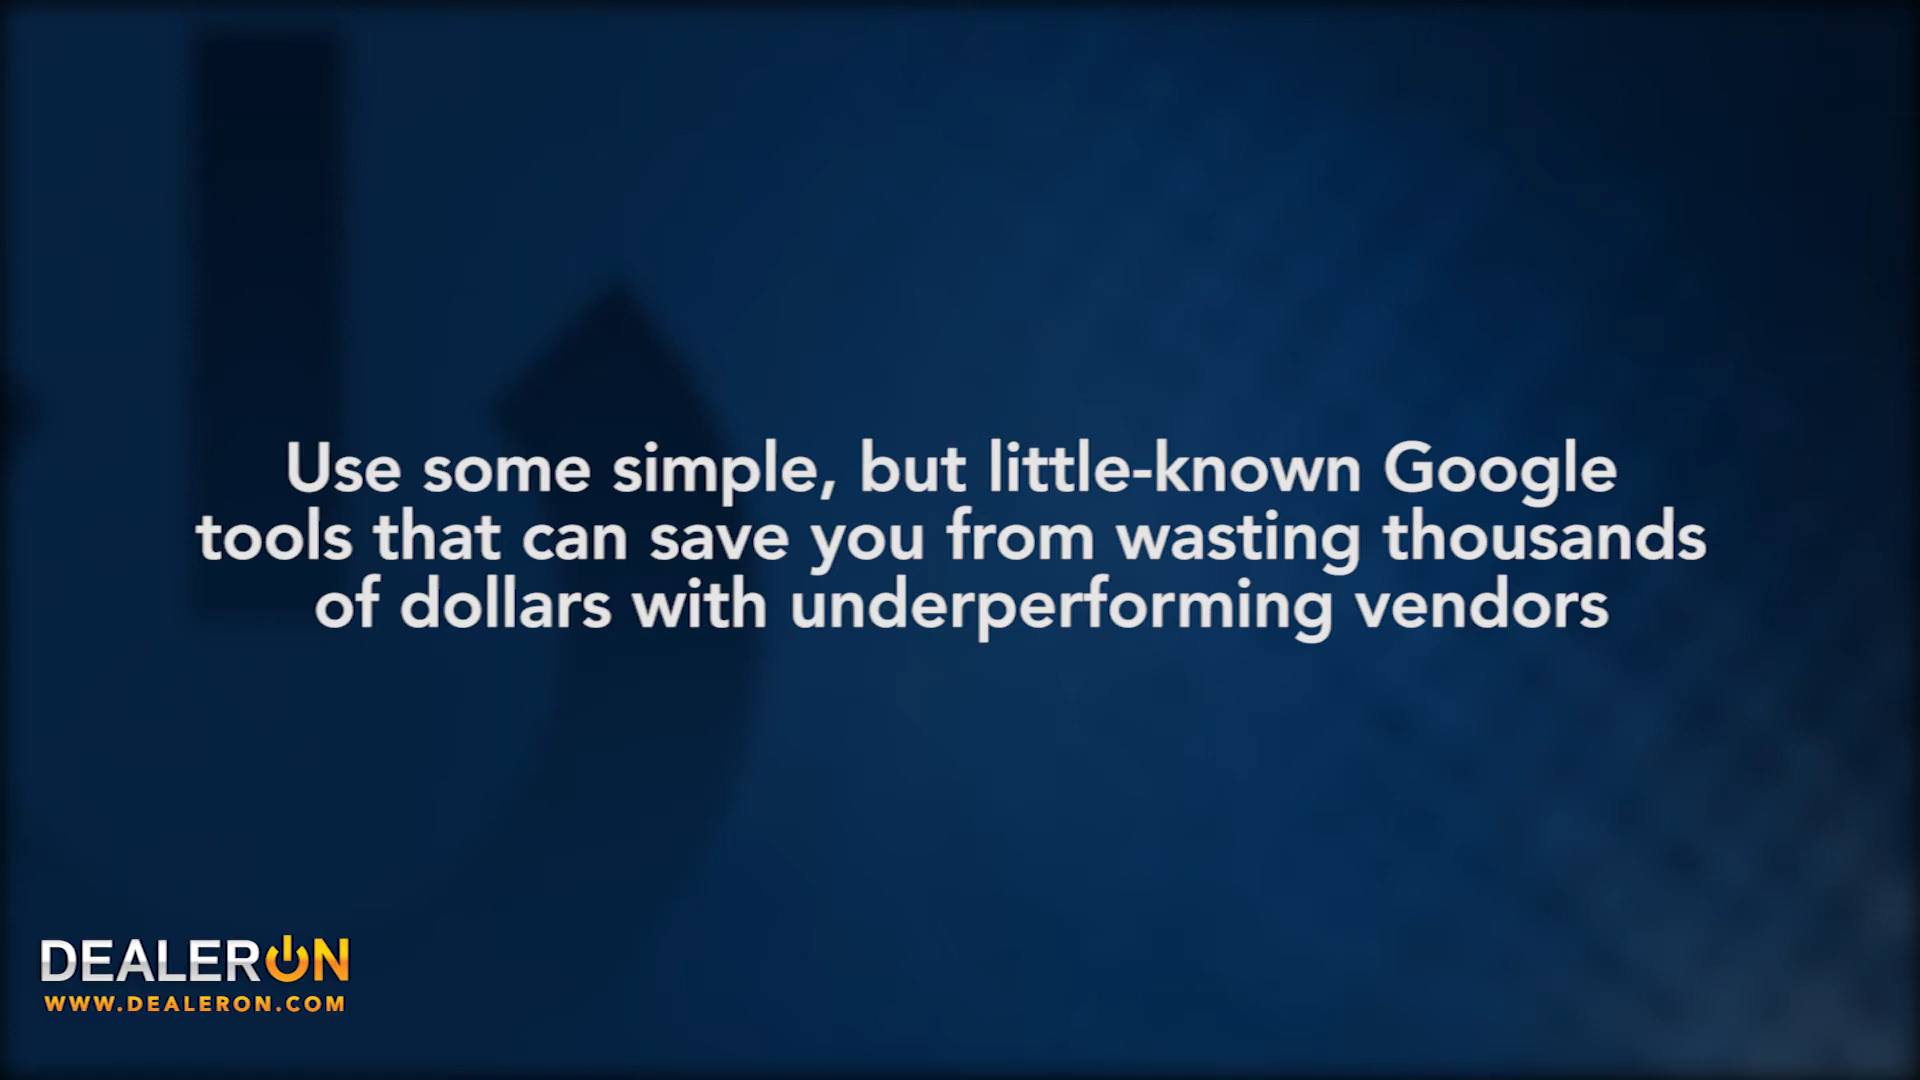 Use some simple, but little-known Google
tools that can save you from wasting thousands
of dollars with underperforming vendors
DEALERON
WWW.DEALERON.COM